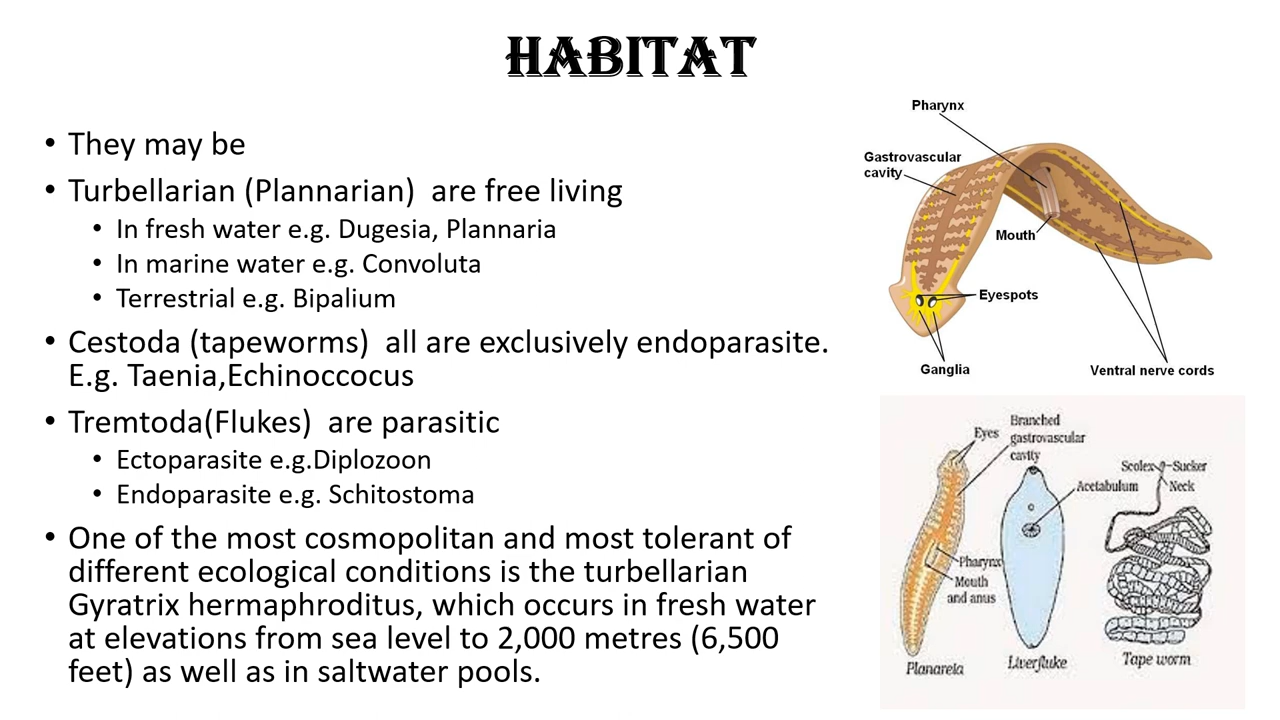 HABITAT
• They may be
• Turbellarian (Plannarian)  are free living
• In fresh water e.g. Dugesia, Plannaria
• In marine water e.g. Convoluta
• Terrestrial e.g. Bipalium
• Cestoda (tapeworms)  all are exclusively endoparasite.
E.g. Taenia,Echinoccocus
• Tremtoda(Flukes)  are parasitic
• Ectoparasite e.g.Diplozoon
• Endoparasite e.g. Schitostoma
• One of the most cosmopolitan and most tolerant of
different ecological conditions is the turbellarian
Gyratrix hermaphroditus, which occurs in fresh water
at elevations from sea level to 2,000 metres (6,500
feet) as well as in saltwater pools.
Pharynx
Gastrovascular
cavity
Mouth
Eyespots
Ganglia
Ventral nerve cords
Eyes
Branched
gastrovascular
cavity
Acetabulum
Scolex
Sucker
Neck
Pharynx
Mouth
and anus
Planareia
Liverfluke
Tape worm